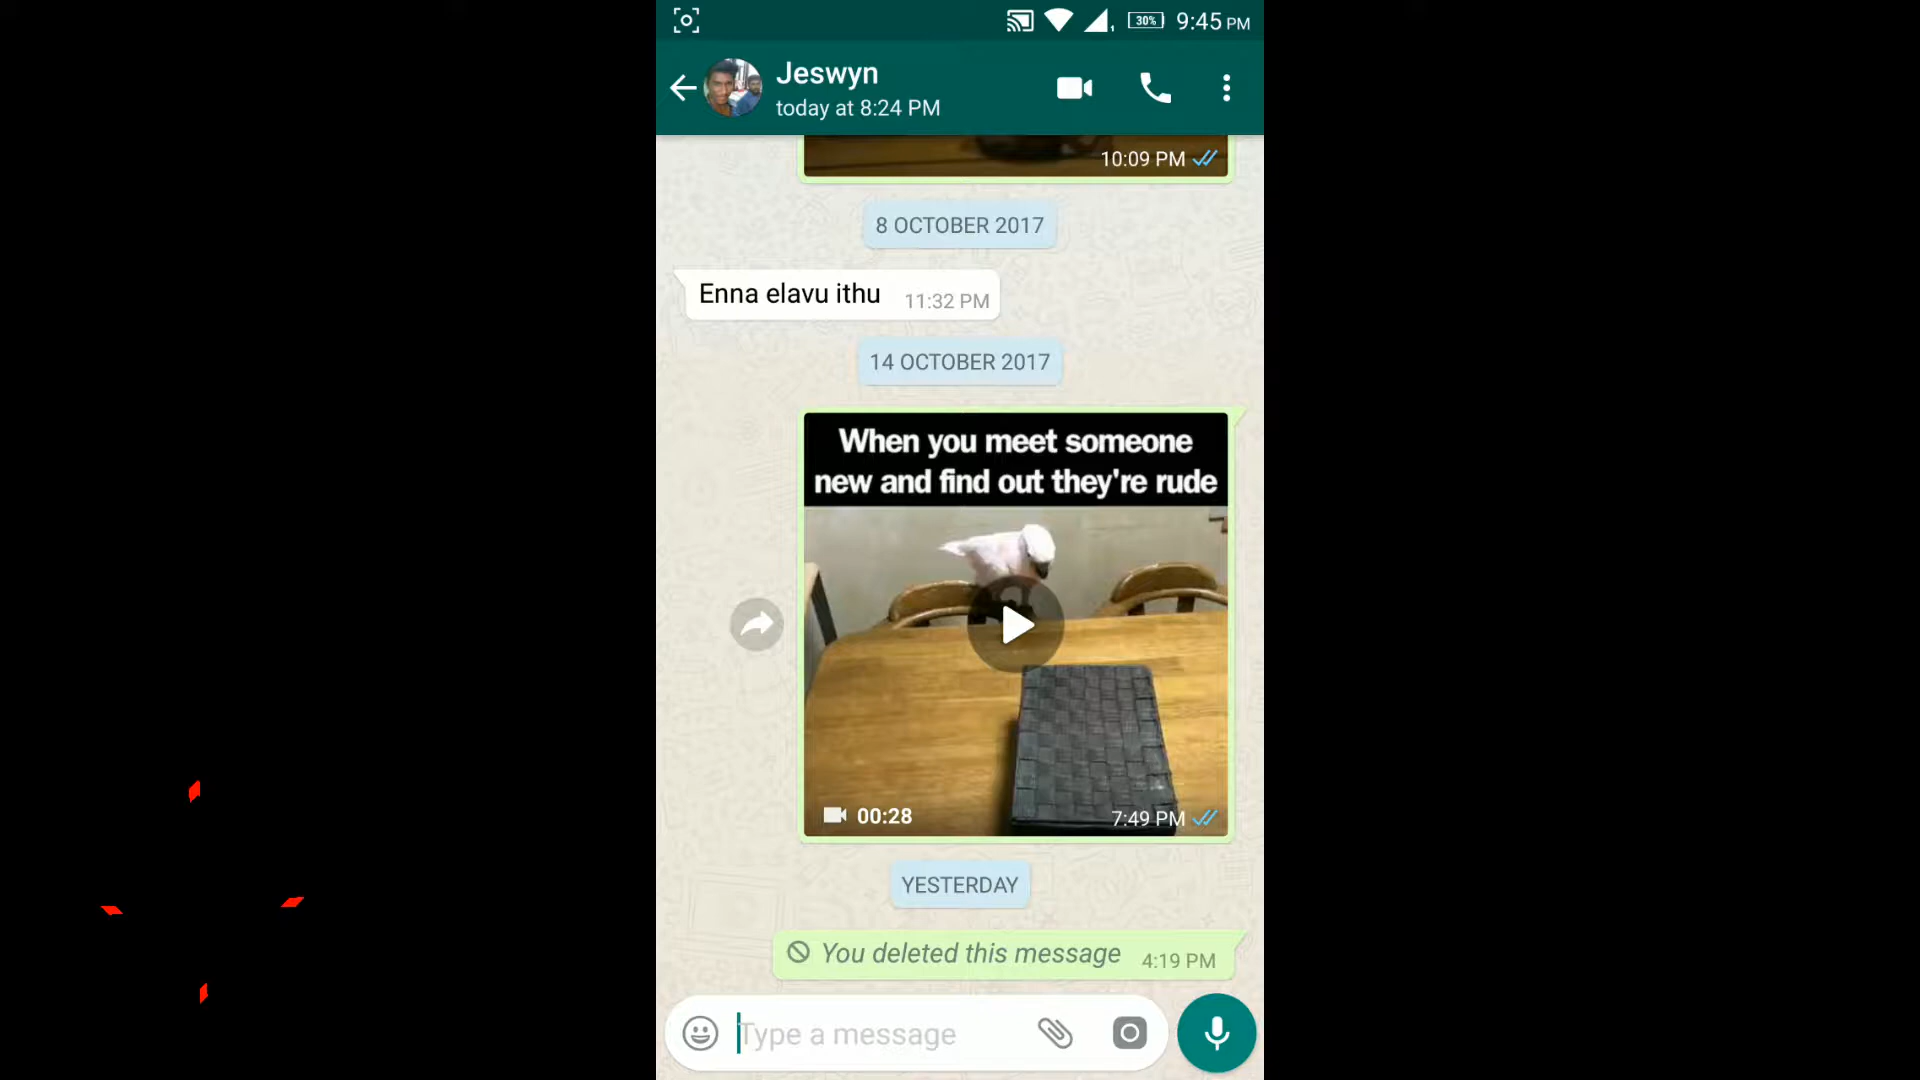 30% 9:45 PM
Jeswyn
today at 8:24 PM
10:09 PM
8 OCTOBER 2017
Enna elavu ithu 11:32 PM
14 OCTOBER 2017
When you meet someone
new and find out they're rude
00:28 7:49 PM
YESTERDAY
You deleted this message 4:19 PM
Type a message